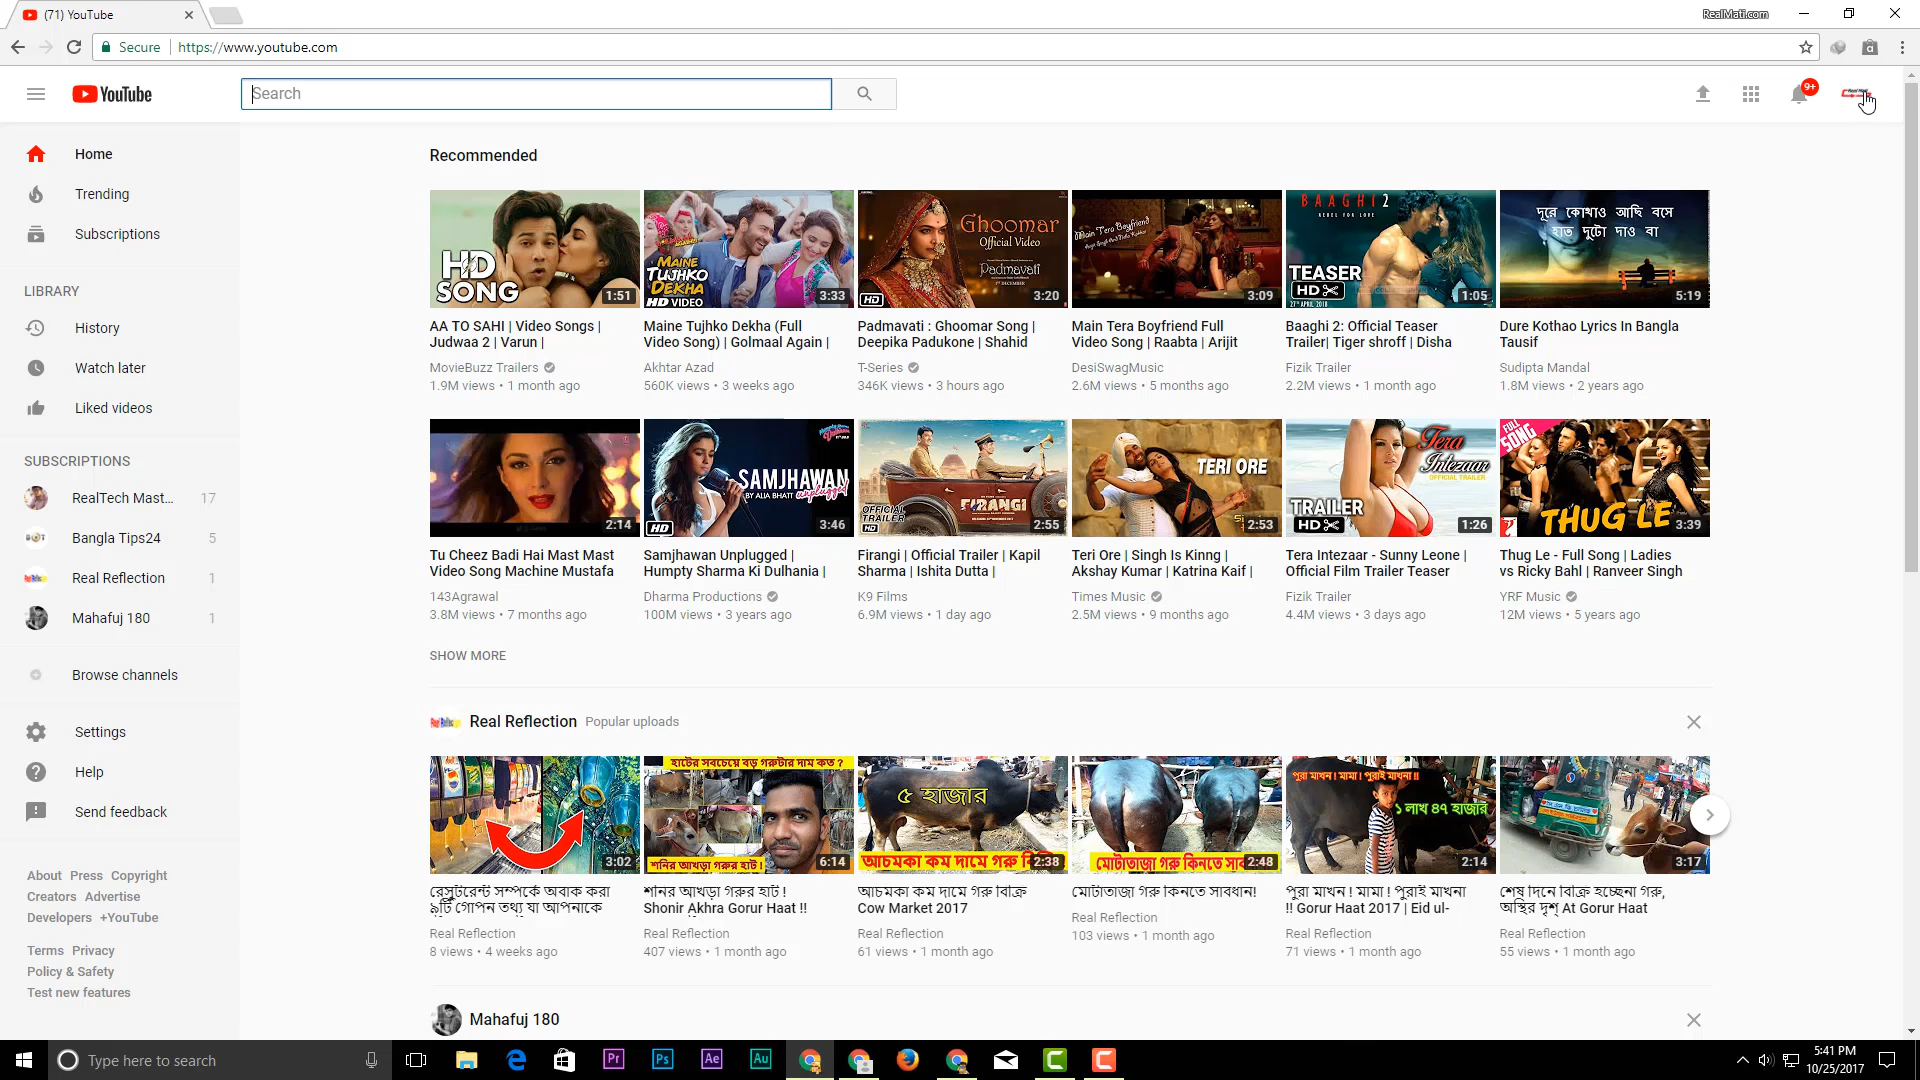 (71) YouTube
RealMati.com
Secure
https://www.youtube.com
YouTube
Search
9+
Home
Trending
Subscriptions
LIBRARY
History
Watch later
Liked videos
SUBSCRIPTIONS
RealTech Mast... 17
Bangla Tips24 5
Real Reflection 1
Mahafuj 180 1
Browse channels
Settings
Help
Send feedback
About Press Copyright
Creators Advertise
Developers +YouTube
Terms Privacy
Policy & Safety
Test new features
Recommended
HD
SONG
1:51
AA TO SAHI | Video Songs |
Judwaa 2 | Varun |
MovieBuzz Trailers
1.9M views • 1 month ago
MAINE
TUJHKO
DEKHA
HD VIDEO
3:33
Maine Tujhko Dekha (Full
Video Song) | Golmaal Again |
Akhtar Azad
560K views • 3 weeks ago
Ghoomar
Official Video
Padmavati
1st DECEMBER
HD
3:20
Padmavati : Ghoomar Song |
Deepika Padukone | Shahid
T-Series
346K views • 3 hours ago
Main Tera Boyfriend
3:09
Main Tera Boyfriend Full
Video Song | Raabta | Arijit
DesiSwagMusic
2.6M views • 5 months ago
BAAGHI 2
REBEL FOR LOVE
TEASER
HD
27th APRIL 2018
1:05
Baaghi 2: Official Teaser
Trailer| Tiger shroff | Disha
Fizik Trailer
2.2M views • 1 month ago
দূরে কোথাও আছি বসে
হাত দুটো দাও বা
5:19
Dure Kothao Lyrics In Bangla
Tausif
Sudipta Mandal
1.8M views • 2 years ago
2:14
Tu Cheez Badi Hai Mast Mast
Video Song Machine Mustafa
143Agrawal
3.8M views • 7 months ago
SAMJHAWAN
BY ALIA BHATT unplugged
HD
3:46
Samjhawan Unplugged |
Humpty Sharma Ki Dulhania |
Dharma Productions
100M views • 3 years ago
FIRANGI
OFFICIAL
TRAILER
HD
2:55
Firangi | Official Trailer | Kapil
Sharma | Ishita Dutta |
K9 Films
6.9M views • 1 day ago
TERI ORE
2:53
Teri Ore | Singh Is Kinng |
Akshay Kumar | Katrina Kaif |
Times Music
2.5M views • 9 months ago
Tera
Intezaar
OFFICIAL TRAILER
TRAILER
HD
1:26
Tera Intezaar - Sunny Leone |
Official Film Trailer Teaser
Fizik Trailer
4.4M views • 3 days ago
FULL
SONG
THUG LE
3:39
Thug Le - Full Song | Ladies
vs Ricky Bahl | Ranveer Singh
YRF Music
12M views • 5 years ago
SHOW MORE
Real Reflection Popular uploads
3:02
রেস্টুরেন্ট সম্পর্কে অবাক করা
৯টি গোপন তথ্য যা আপনাকে
Real Reflection
8 views • 4 weeks ago
হাটের সবচেয়ে বড় গরুটার দাম কত ?
শনির আখড়া গরুর হাট !
6:14
শনির আখড়া গরুর হাট !
Shonir Akhra Gorur Haat !!
Real Reflection
407 views • 1 month ago
৫ হাজার
আচমকা কম দামে গরু
2:38
আচমকা কম দামে গরু বিক্রি
Cow Market 2017
Real Reflection
61 views • 1 month ago
মোটাতাজা গরু কিনতে
2:48
মোটাতাজা গরু কিনতে সাবধান!
Real Reflection
103 views • 1 month ago
পুরা মাখন ! মামা ! পুরাই মাখন !!
১ লাখ ৪৭ হাজার
2:14
পুরা মাখন ! মামা ! পুরাই মাখন
!! Gorur Haat 2017 | Eid ul-
Real Reflection
71 views • 1 month ago
3:17
শেষ দিনে বিক্রি হচ্ছেনা গরু,
অস্থির দৃশ্য At Gorur Haat
Real Reflection
55 views • 1 month ago
Mahafuj 180
Type here to search
Pr
Ps
Ae
Au
5:41 PM
10/25/2017